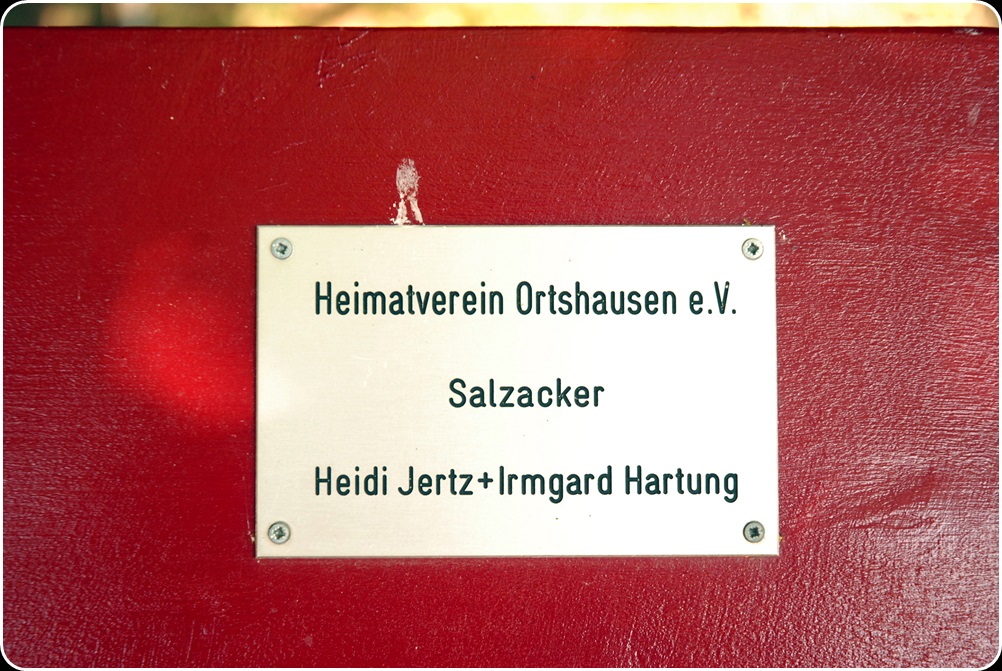 Heimatverein Ortshausen e.V.
Salzacker
Heidi Jertz+Irmgard Hartung